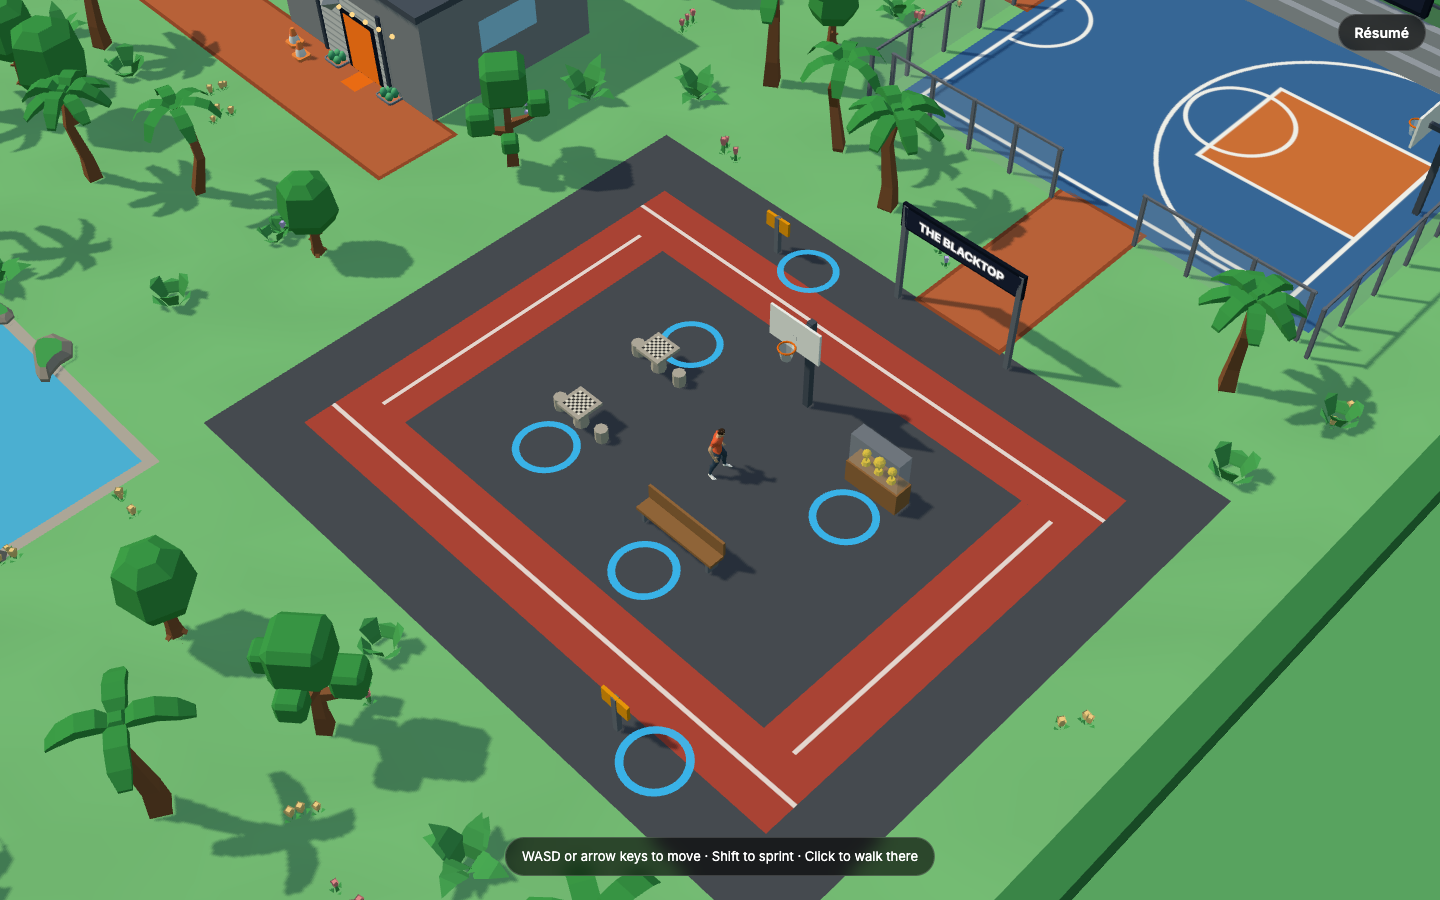 Résumé
THE BLACKTOP
WASD or arrow keys to move · Shift to sprint · Click to walk there